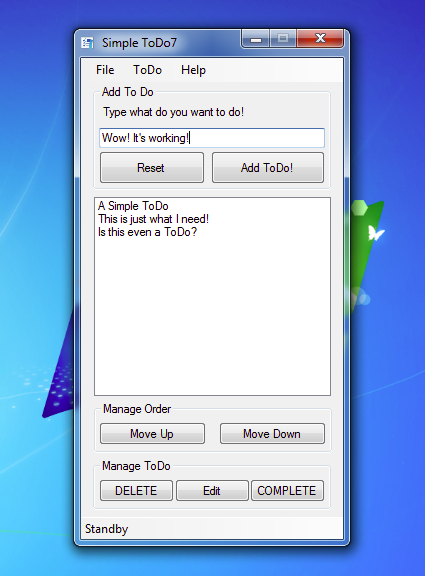 Simple ToDo7
File ToDo Help
Add To Do
Type what do you want to do!
Wow! It's working!
Reset Add ToDo!
A Simple ToDo
This is just what I need!
Is this even a ToDo?
Manage Order
Move Up Move Down
Manage ToDo
DELETE Edit COMPLETE
Standby